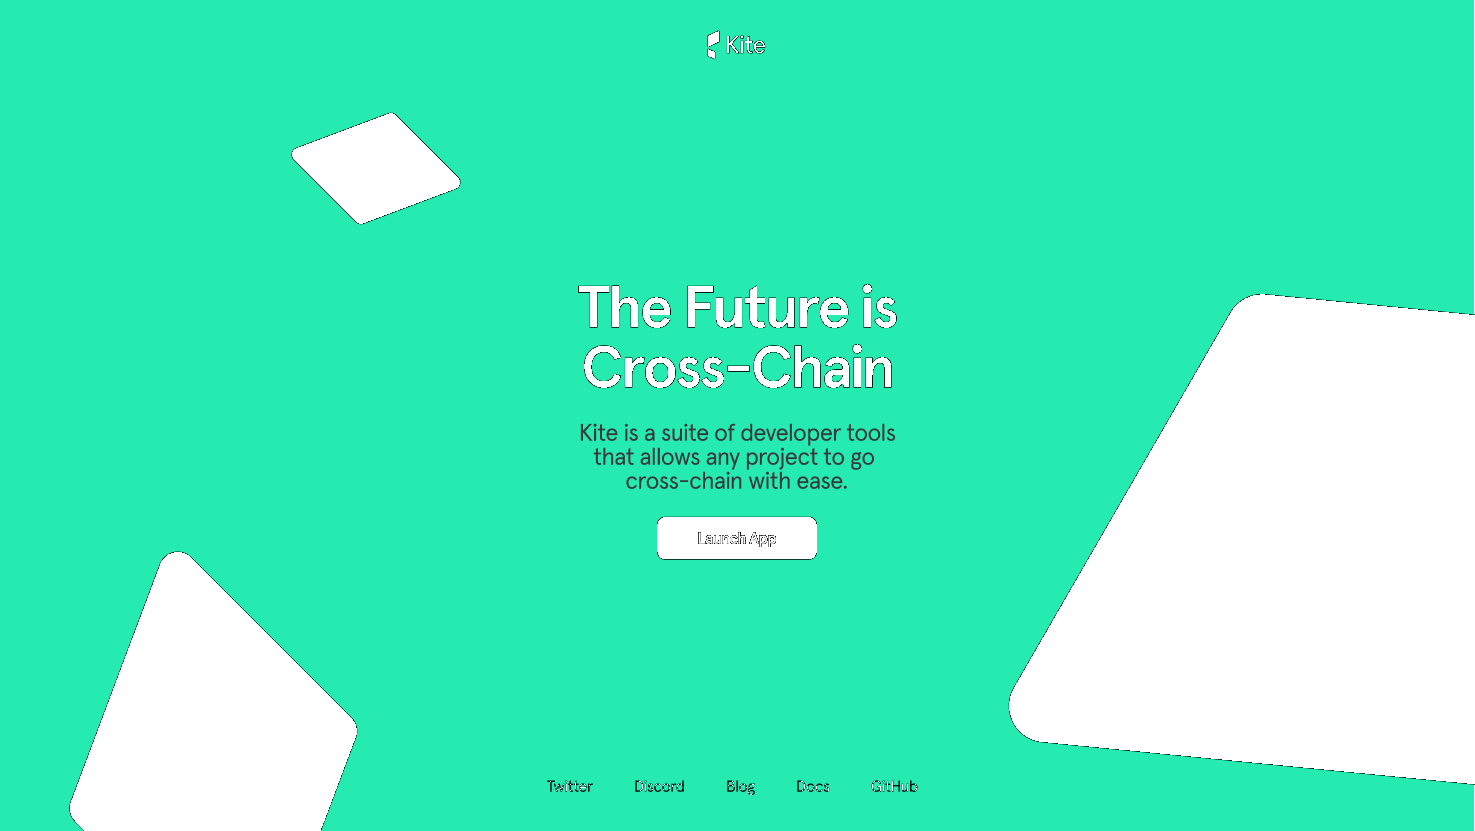 Kite
The Future is
Cross-Chain
Kite is a suite of developer tools
that allows any project to go
cross-chain with ease.
Launch App
Twitter Discord Blog Docs GitHub